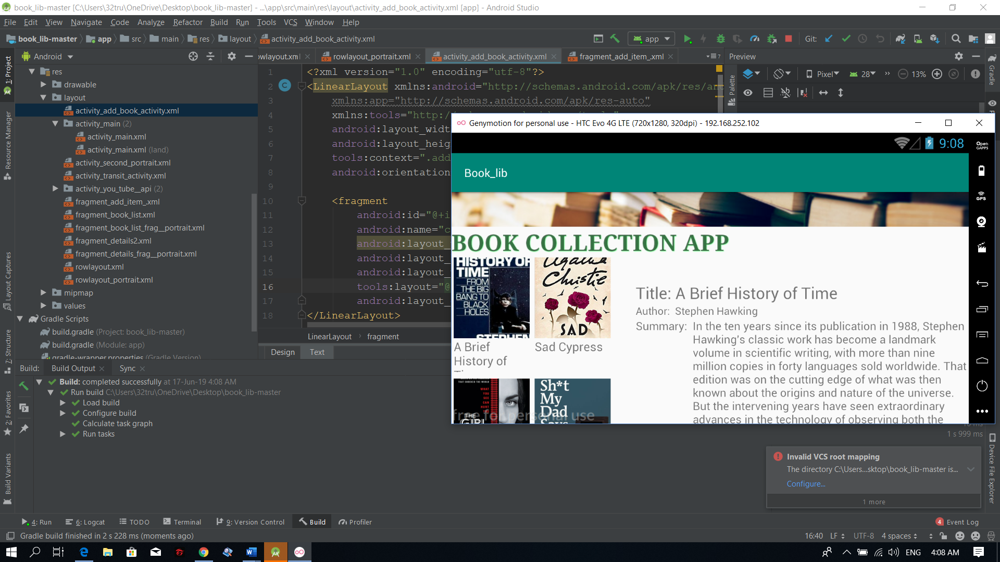 book_lib-master [C:\Users\32tru\OneDrive\Desktop\book_lib-master] - ...\app\src\main\res\layout\activity_add_book_activity.xml [app] - Android Studio
File Edit View Navigate Code Analyze Refactor Build Run Tools VCS Window Help
book_lib-master app src main res layout activity_add_book_activity.xml app Git:
Android
owlayout.xml rowlayout_portrait.xml activity_add_book_activity.xml fragment_add_item_.xml 7 Preview
Pixel 28 13%
1: Project
Resource Manager
Layout Captures
7: Structure
2: Favorites
Build Variants
res
drawable
layout
activity_add_book_activity.xml
activity_main (2)
activity_main.xml
activity_main.xml (land)
activity_second_portrait.xml
activity_transit_activity.xml
activity_you_tube__api (2)
fragment_add_item_.xml
fragment_book_list.xml
fragment_book_list_frag__portrait.xml
fragment_details2.xml
fragment_details_frag__portrait.xml
rowlayout.xml
rowlayout_portrait.xml
mipmap
values
Gradle Scripts
build.gradle (Project: book_lib-master)
build.gradle (Module: app)
gradle-wrapper.properties (Gradle Version)
1 <?xml version="1.0" encoding="utf-8"?>
2 <LinearLayout xmlns:android="http://schemas.android.com/apk/res/and
3 xmlns:app="http://schemas.android.com/apk/res-auto"
4 xmlns:tools="http:/
5 android:layout_widt
6 android:layout_heig
7 tools:context=".add
8 android:orientation
9
10 <fragment
11 android:id="@+i
12 android:name="c
13 android:layout_
14 android:layout_
15 android:layout_
16 tools:layout="@
17 android:layout_
18 </LinearLayout>
LinearLayout fragment
Design Text
Palette
Gradle
Device File Explorer
Genymotion for personal use - HTC Evo 4G LTE (720x1280, 320dpi) - 192.168.252.102
9:08
Open GAPPS
GPS
Book_lib
BOOK COLLECTION APP
HISTORY OF
TIME
FROM THE BIG
BANG TO
BLACK
HOLES
STEPHEN
Agatha
Christie
SAD
A Brief
History of
Sad Cypress
THE
GIRL
WHAT
YOU SEE
CAN
HURT
Sh*t
My
Dad
Says
free for personal use
Title: A Brief History of Time
Author: Stephen Hawking
Summary: In the ten years since its publication in 1988, Stephen
Hawking's classic work has become a landmark
volume in scientific writing, with more than nine
million copies in forty languages sold worldwide. That
edition was on the cutting edge of what was then
known about the origins and nature of the universe.
But the intervening years have seen extraordinary
advances in the technology of observing both the
Build: Build Output Sync
Build: completed successfully at 17-Jun-19 4:08 AM
Run build C:\Users\32tru\OneDrive\Desktop\book_lib-master
Load build
Configure build
Calculate task graph
Run tasks
1 s 999 ms
Invalid VCS root mapping
The directory C:\Users...sktop\book_lib-master is...
Configure...
1 more
4: Run 6: Logcat TODO Terminal 9: Version Control Build Profiler 4 Event Log
Gradle build finished in 2 s 228 ms (moments ago) 16:40 LF UTF-8 4 spaces
ENG 4:08 AM